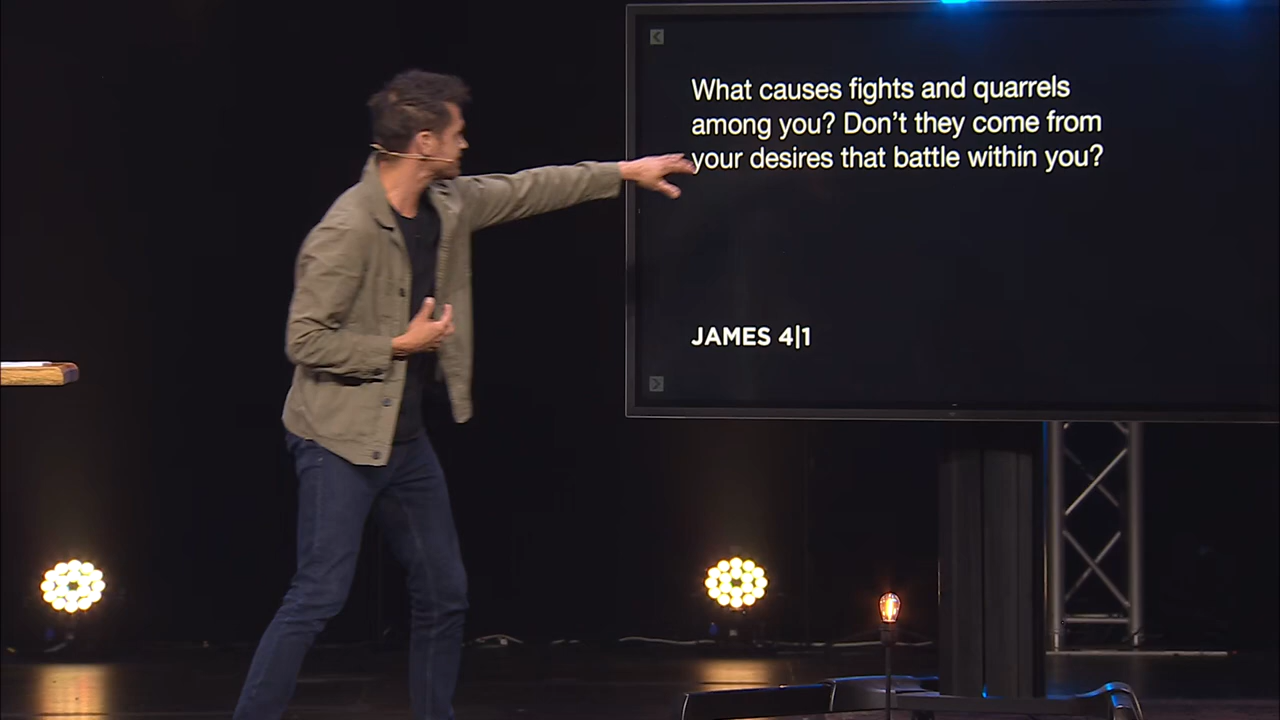 What causes fights and quarrels
among you? Don't they come from
your desires that battle within you?
JAMES 4|1